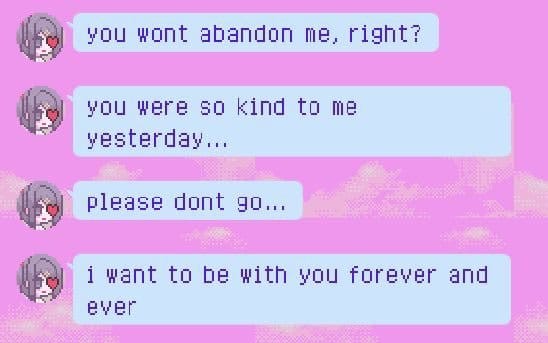 you wont abandon me, right?
you were so kind to me
yesterday...
please dont go...
i want to be with you forever and
ever